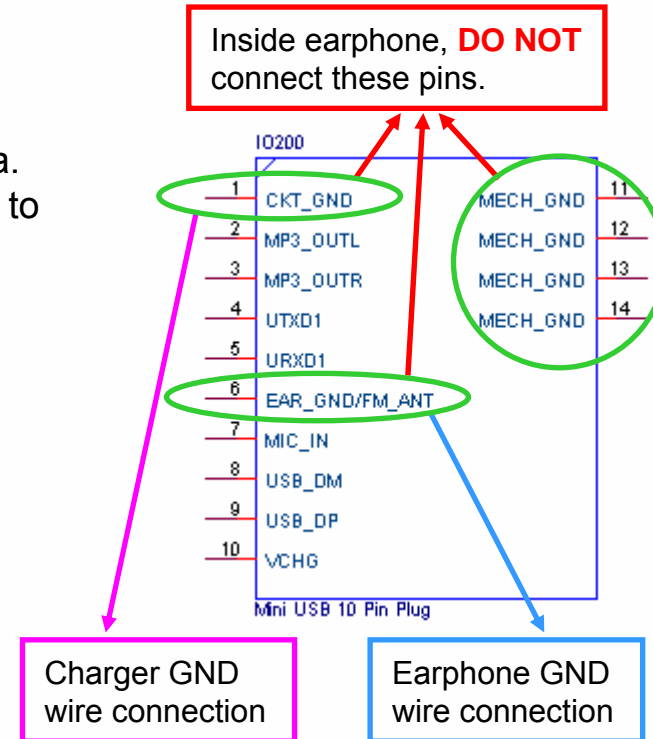 Inside earphone, DO NOT
connect these pins.
a.
to
IO200
1 CKT_GND MECH_GND 11
2 MP3_OUTL MECH_GND 12
3 MP3_OUTR MECH_GND 13
4 UTXD1 MECH_GND 14
5 URXD1
6 EAR_GND/FM_ANT
7 MIC_IN
8 USB_DM
9 USB_DP
10 VCHG
Mini USB 10 Pin Plug
Charger GND
wire connection
Earphone GND
wire connection